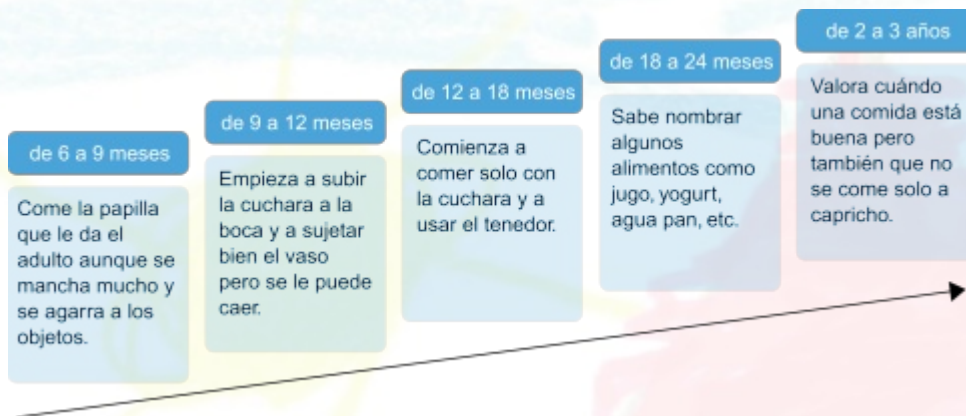 de 6 a 9 meses
Come la papilla
que le da el
adulto aunque se
mancha mucho y
se agarra a los
objetos.
de 9 a 12 meses
Empieza a subir
la cuchara a la
boca y a sujetar
bien el vaso
pero se le puede
caer.
de 12 a 18 meses
Comienza a
comer solo con
la cuchara y a
usar el tenedor.
de 18 a 24 meses
Sabe nombrar
algunos
alimentos como
jugo, yogurt,
agua pan, etc.
de 2 a 3 años
Valora cuándo
una comida está
buena pero
también que no
se come solo a
capricho.